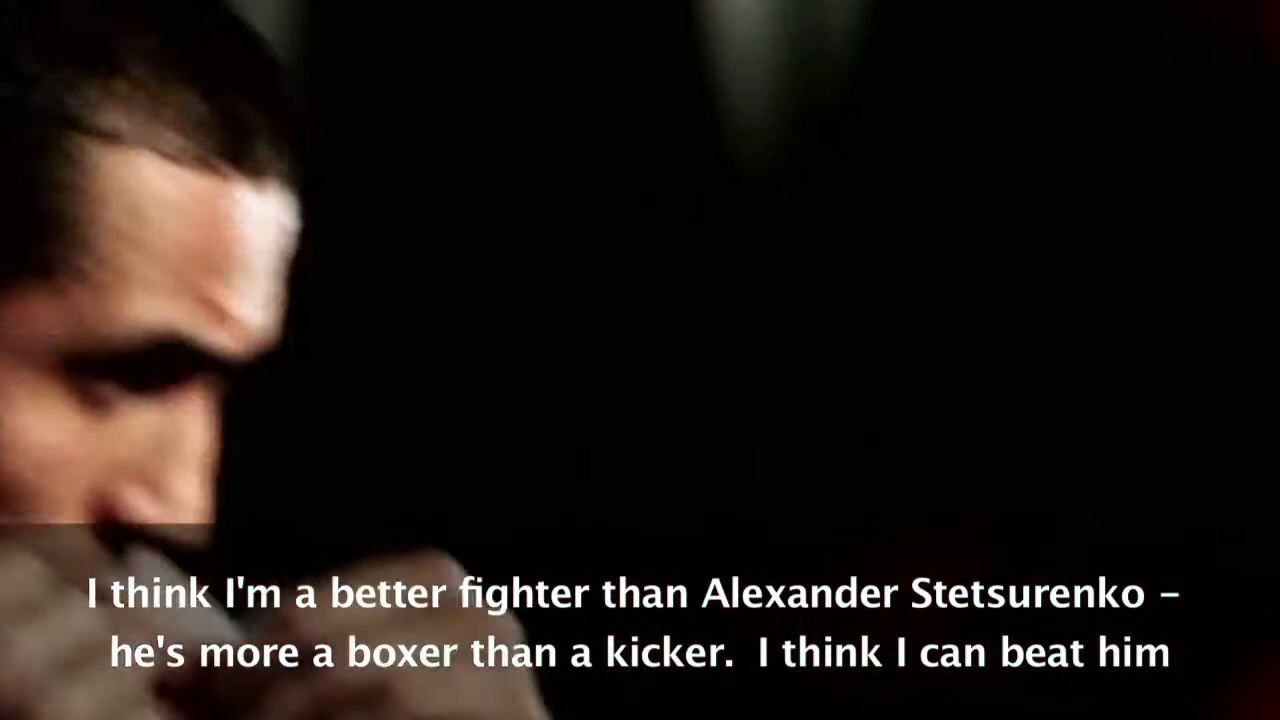 I think I'm a better fighter than Alexander Stetsurenko –
he's more a boxer than a kicker.  I think I can beat him